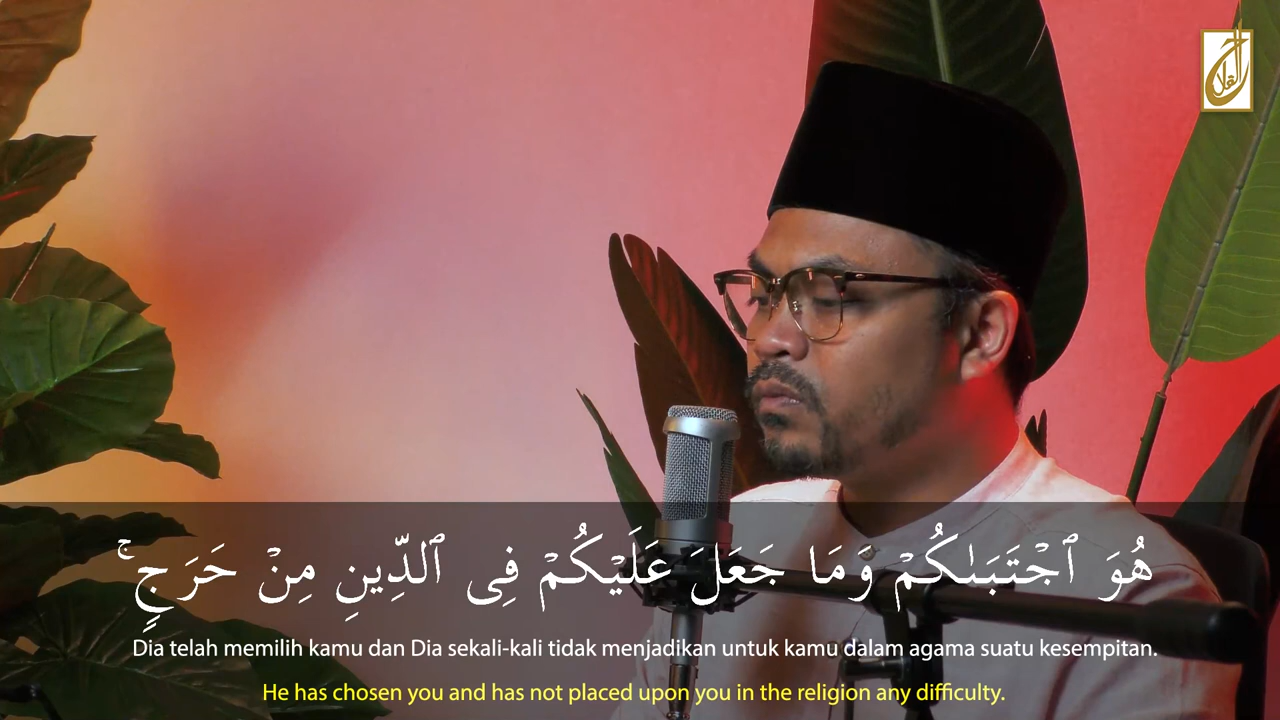 الفلاح
هُوَ ٱجْتَبَىٰكُمْ وَمَا جَعَلَ عَلَيْكُمْ فِى ٱلدِّينِ مِنْ حَرَجٍ ۚ
Dia telah memilih kamu dan Dia sekali-kali tidak menjadikan untuk kamu dalam agama suatu kesempitan.
He has chosen you and has not placed upon you in the religion any difficulty.